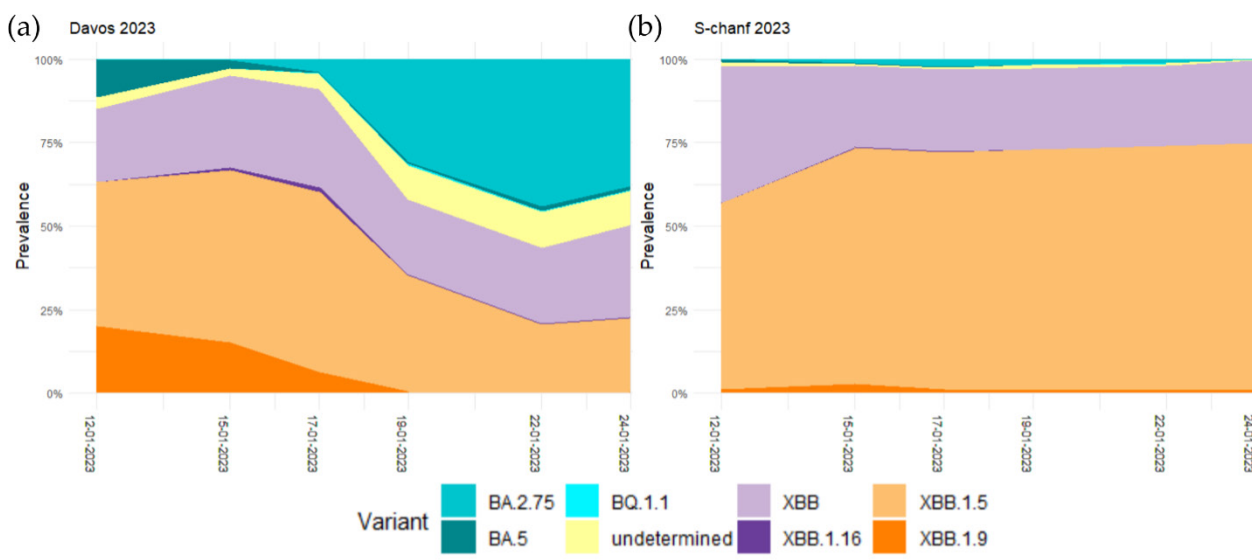 (a)
Davos 2023
Prevalence
100%
75%
50%
25%
0%
12-01-2023
15-01-2023
17-01-2023
19-01-2023
22-01-2023
24-01-2023
(b)
S-chanf 2023
Prevalence
100%
75%
50%
25%
0%
12-01-2023
15-01-2023
17-01-2023
19-01-2023
22-01-2023
24-01-2023
Variant
BA.2.75
BQ.1.1
XBB
XBB.1.5
BA.5
undetermined
XBB.1.16
XBB.1.9